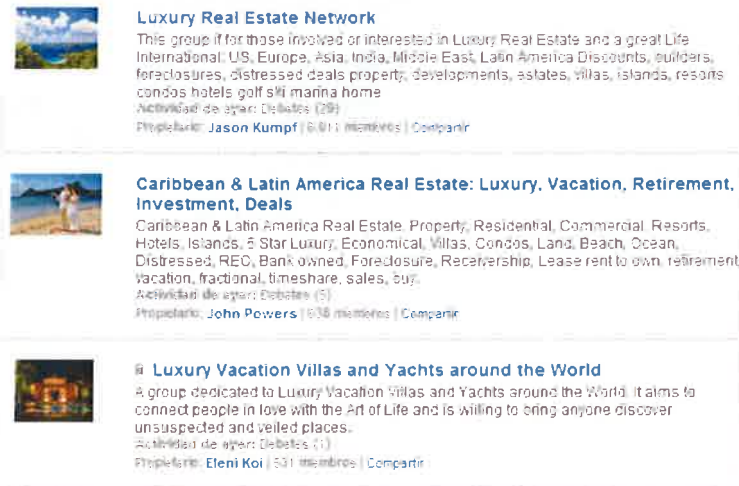 Luxury Real Estate Network
This group if for those involved or interested in Luxury Real Estate and a great Life
International: US, Europe, Asia, India, Middle East, Latin America Discounts, builders,
foreclosures, distressed deals property, developments, estates, villas, islands, resorts
condos hotels golf ski marina home
Actividad de ayer: Debates (29)
Propietario: Jason Kumpf | miembros | Compartir
Caribbean & Latin America Real Estate: Luxury, Vacation, Retirement,
Investment, Deals
Caribbean & Latin America Real Estate. Property, Residential, Commercial. Resorts,
Hotels, Islands, 5 Star Luxury, Economical, Villas, Condos, Land, Beach, Ocean,
Distressed, REO, Bank owned, Foreclosure, Receivership, Lease rent to own, retirement
vacation, fractional, timeshare, sales, buy.
Actividad de ayer: Debates (5)
Propietario: John Powers | 938 miembros | Compartir
Luxury Vacation Villas and Yachts around the World
A group dedicated to Luxury Vacation Villas and Yachts around the World. It aims to
connect people in love with the Art of Life and is willing to bring anyone discover
unsuspected and veiled places.
Actividad de ayer: Debates (1)
Propietario: Eleni Koi | 531 miembros | Compartir